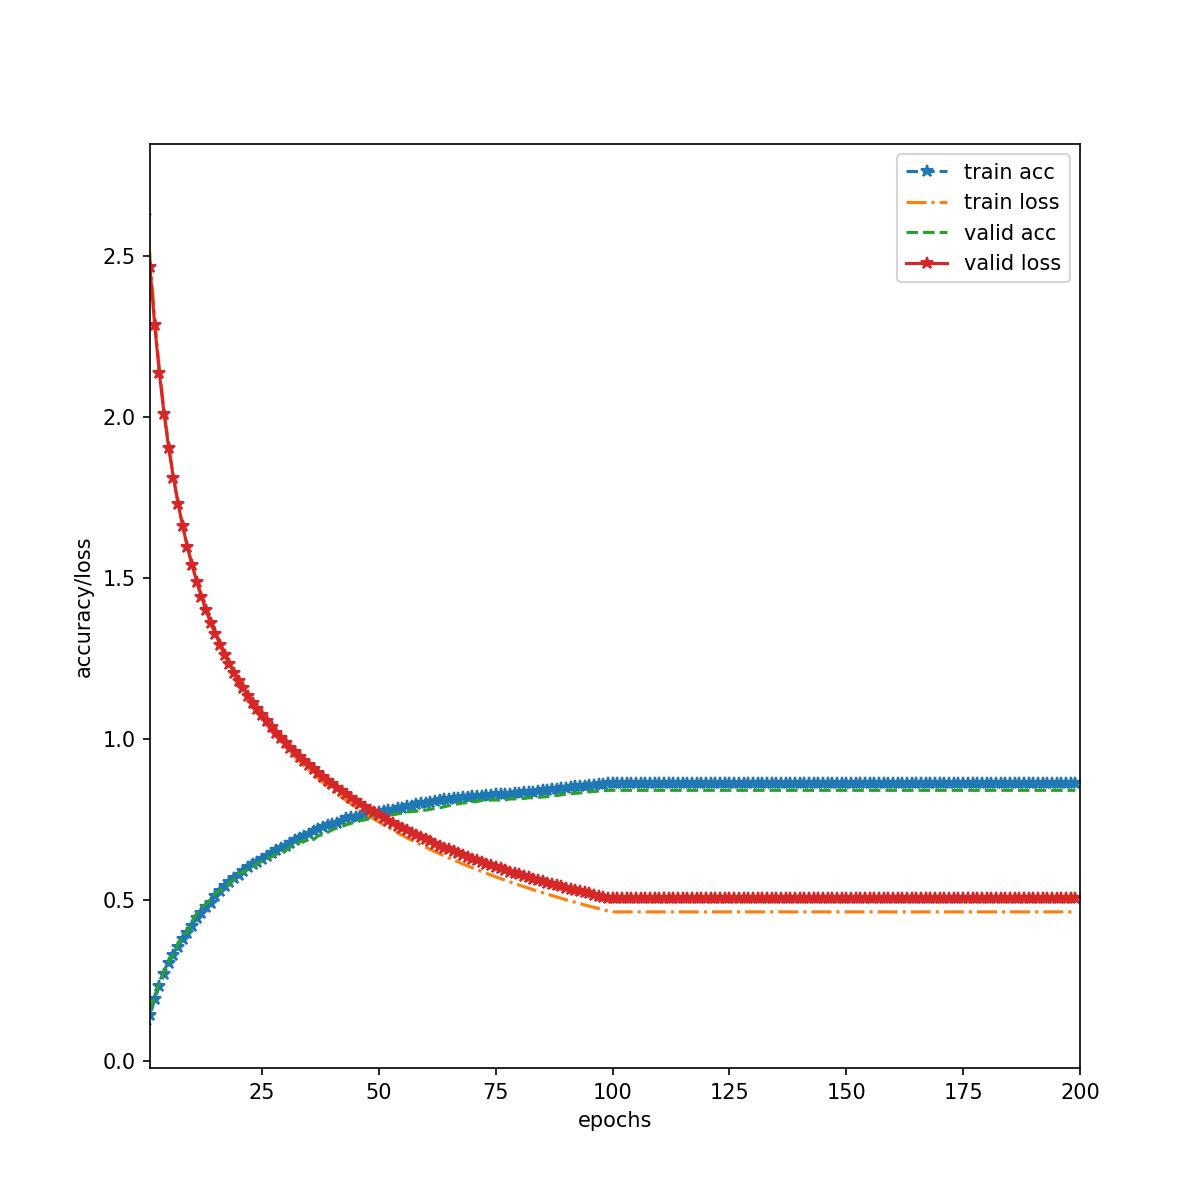 train acc
train loss
valid acc
valid loss
2.5
2.0
1.5
1.0
0.5
0.0
accuracy/loss
25 50 75 100 125 150 175 200
epochs